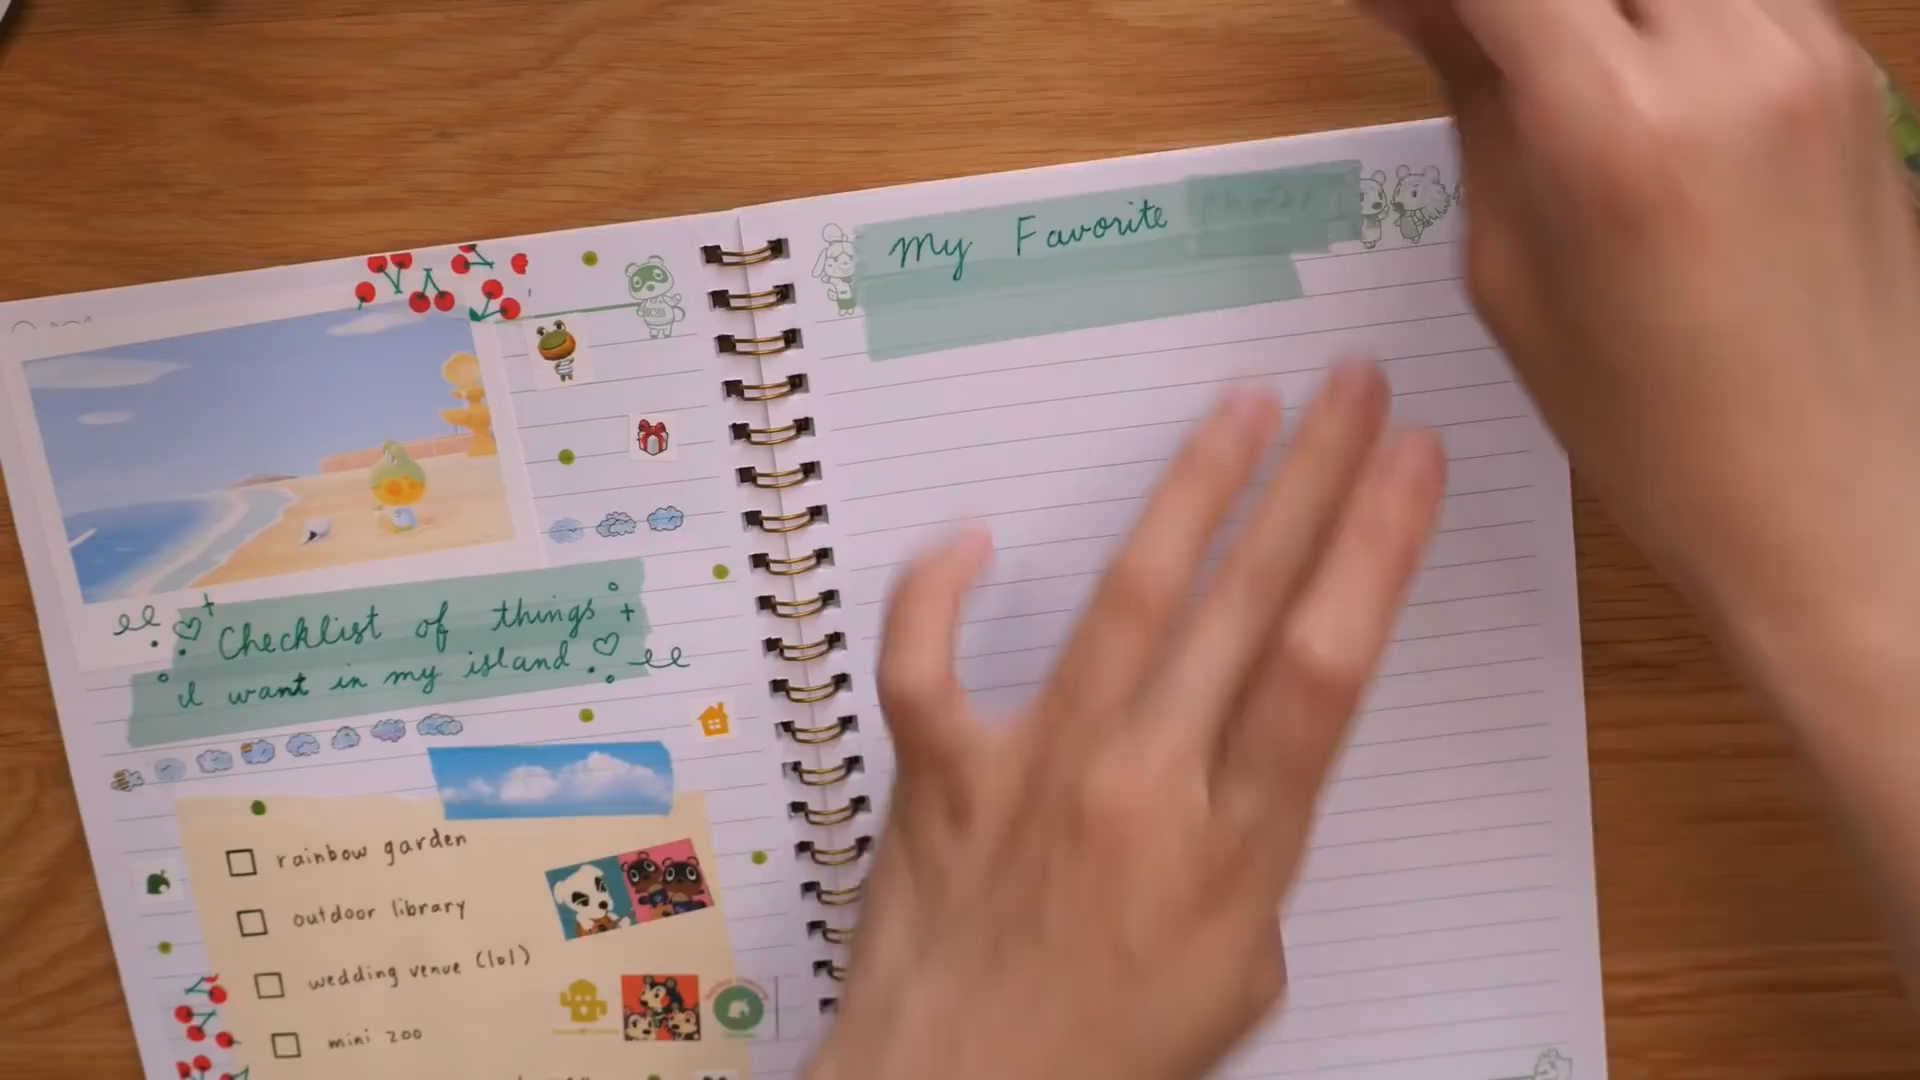 My Favorite
Checklist of things
i want in my island
rainbow garden
outdoor library
wedding venue (lol)
mini zoo